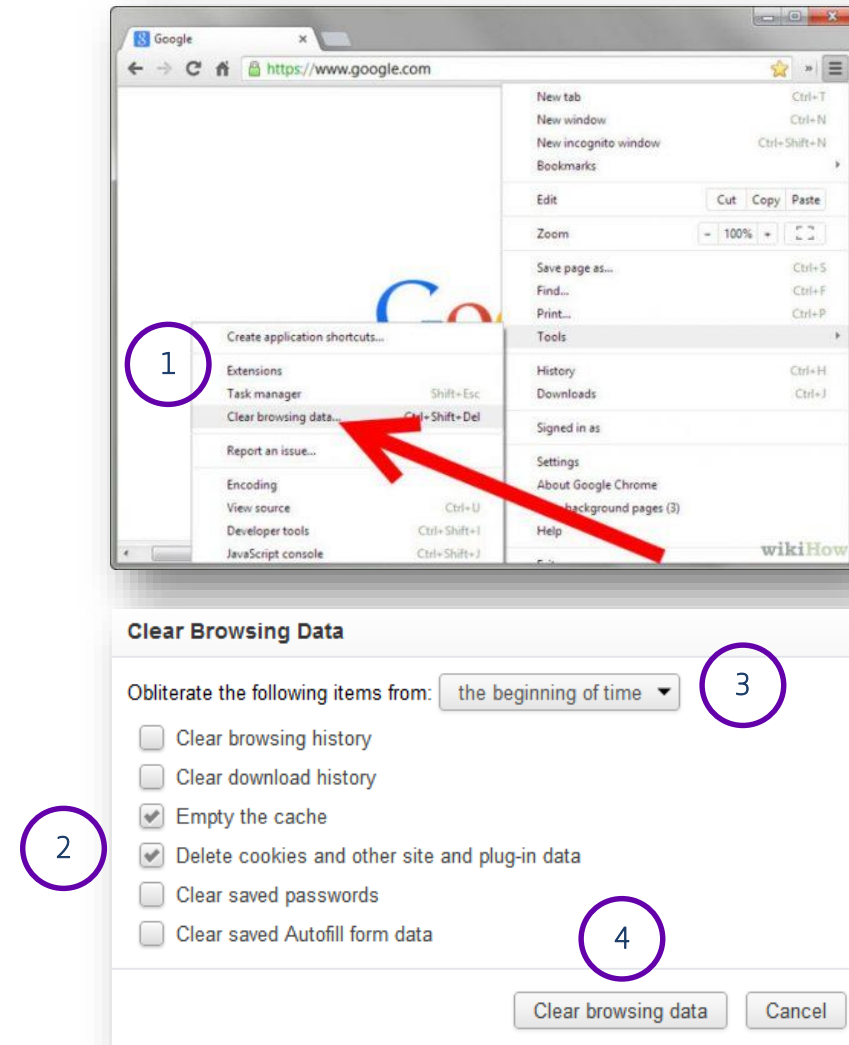 Google
https://www.google.com
New tab Ctrl+T
New window Ctrl+N
New incognito window Ctrl+Shift+N
Bookmarks
Edit Cut Copy Paste
Zoom - 100% +
Save page as... Ctrl+S
Find... Ctrl+F
Print... Ctrl+P
Tools
History Ctrl+H
Downloads Ctrl+J
Signed in as
Settings
About Google Chrome
background pages (3)
Help
Goo
1
Create application shortcuts...
Extensions
Task manager Shift+Esc
Clear browsing data... Ctrl+Shift+Del
Report an issue...
Encoding
View source Ctrl+U
Developer tools Ctrl+Shift+I
JavaScript console Ctrl+Shift+J
wikiHow
Clear Browsing Data
Obliterate the following items from: the beginning of time
3
Clear browsing history
Clear download history
Empty the cache
2
Delete cookies and other site and plug-in data
Clear saved passwords
Clear saved Autofill form data
4
Clear browsing data Cancel